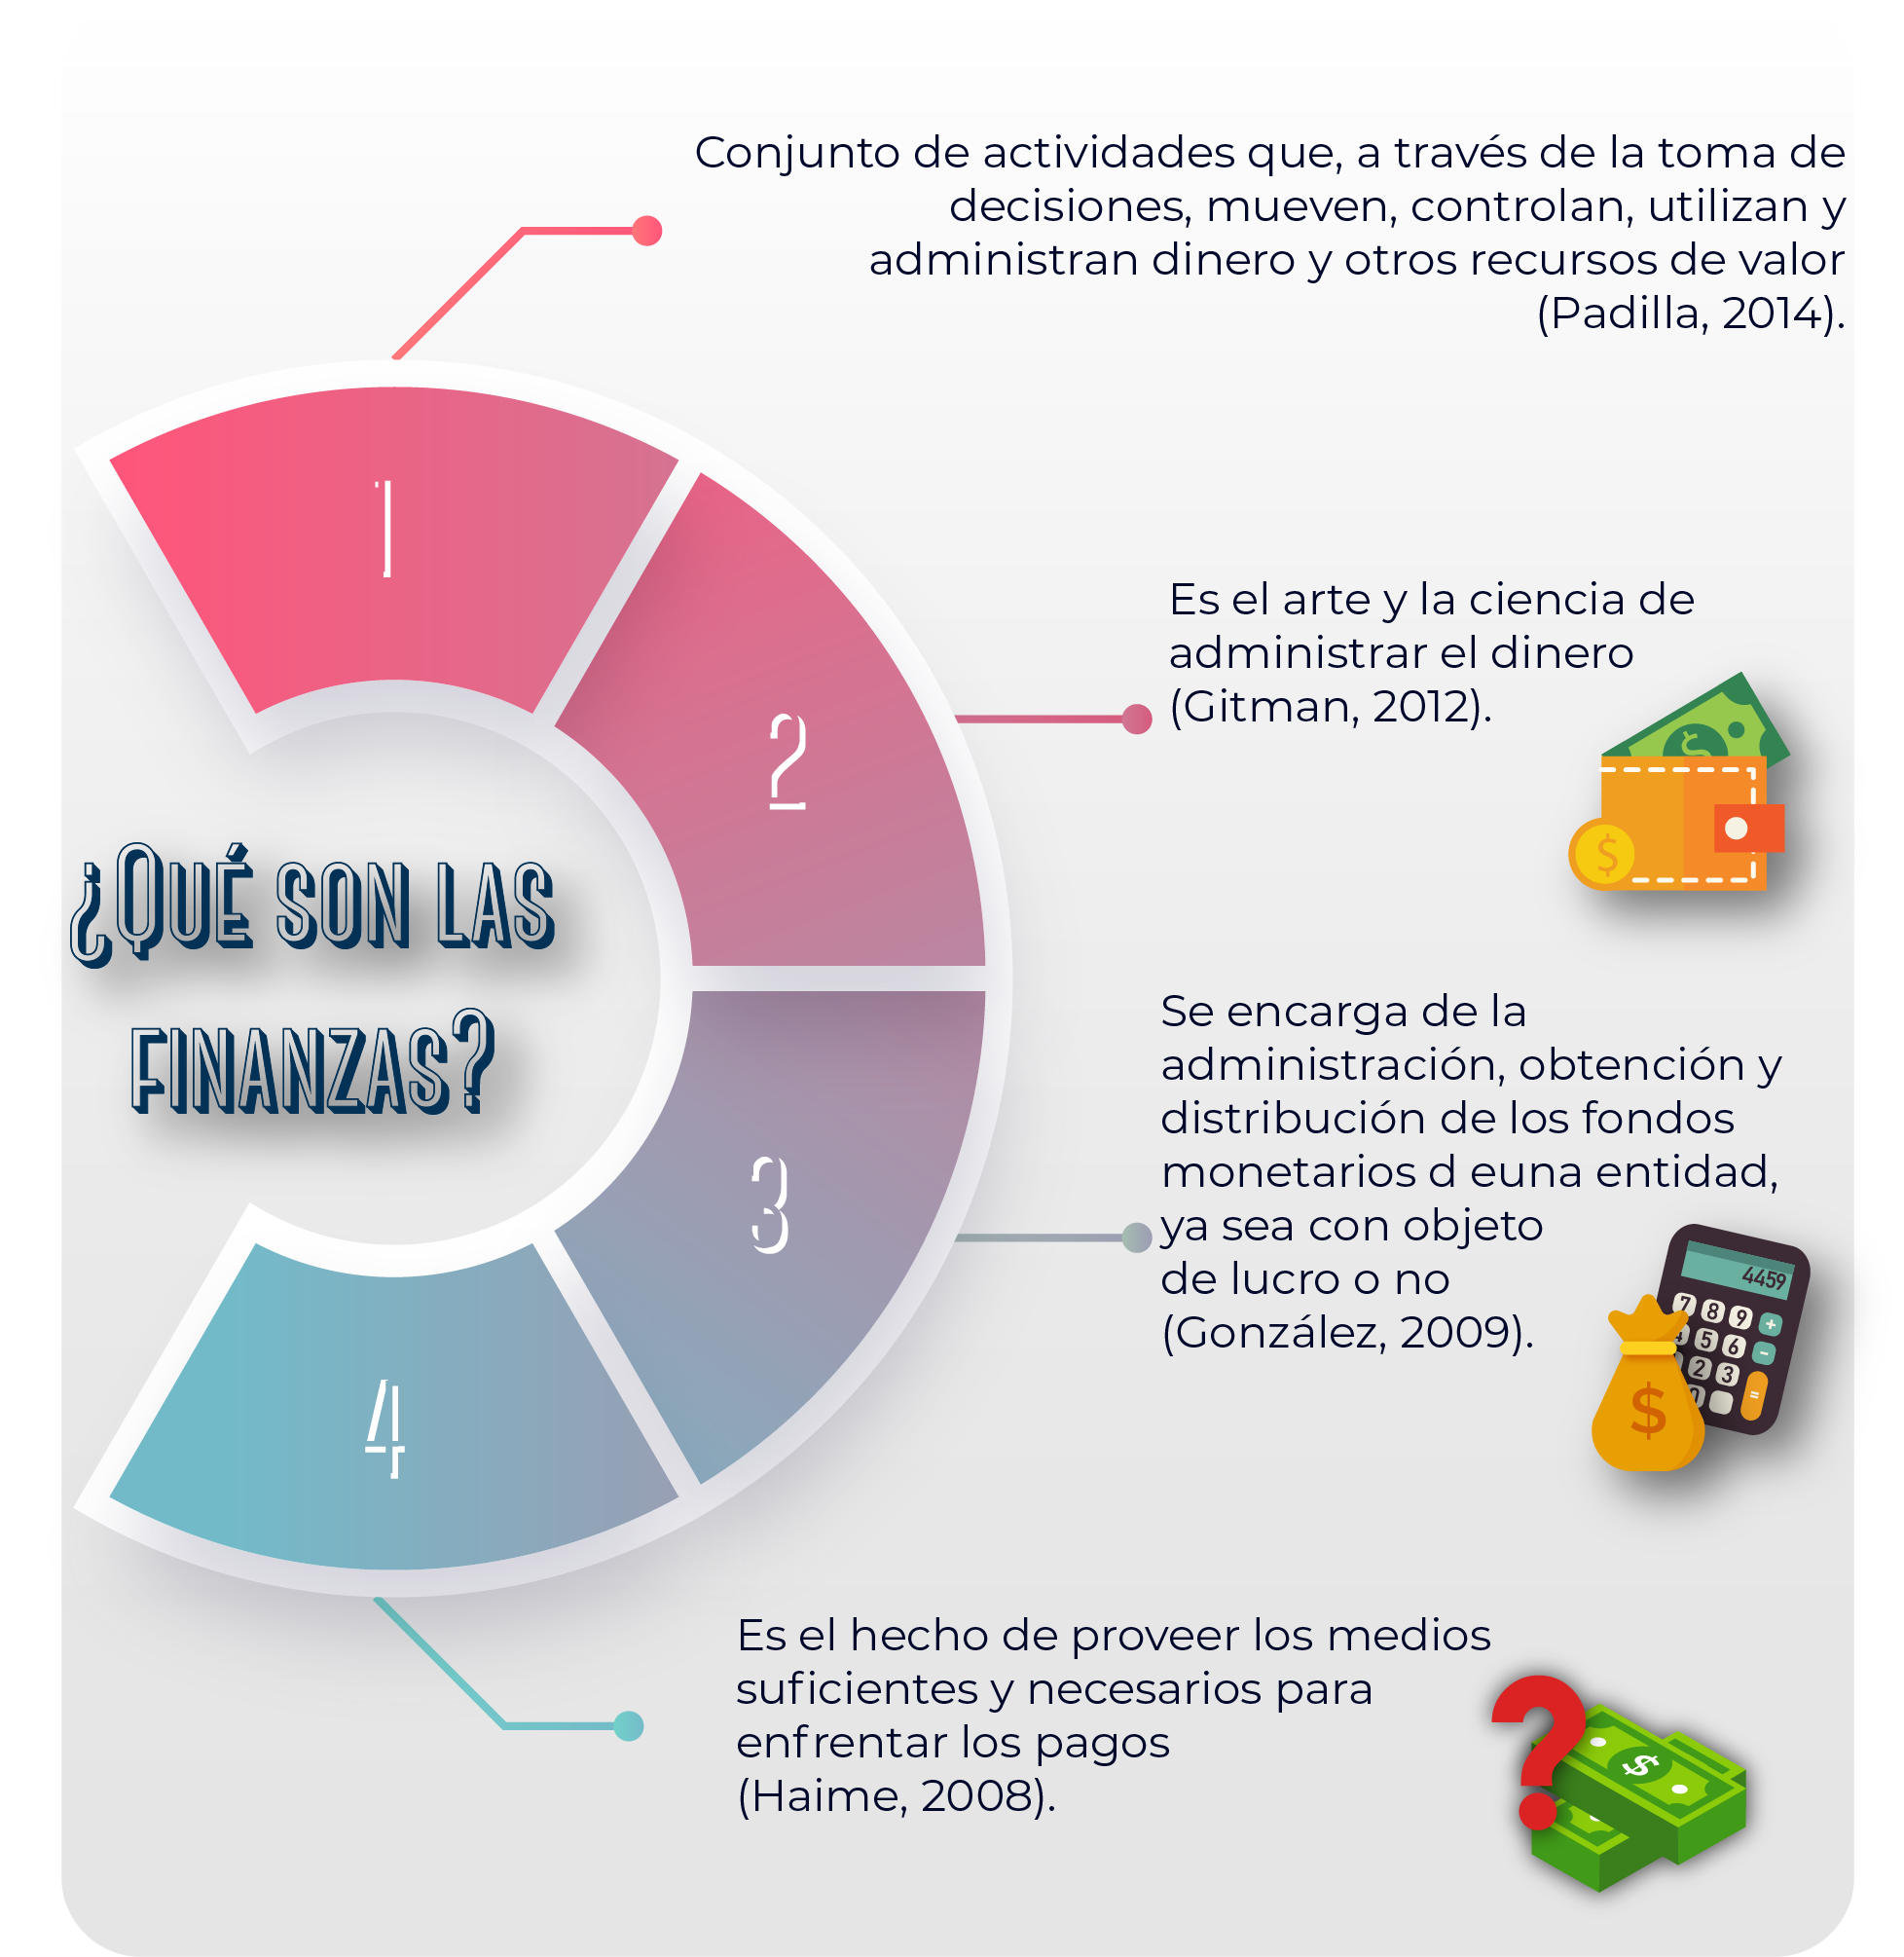 Conjunto de actividades que, a través de la toma de
decisiones, mueven, controlan, utilizan y
administran dinero y otros recursos de valor
(Padilla, 2014).
1
Es el arte y la ciencia de
administrar el dinero
(Gitman, 2012).
2
$
$
¿Qué son las
finanzas?
Se encarga de la
administración, obtención y
distribución de los fondos
monetarios d euna entidad,
ya sea con objeto
de lucro o no
(González, 2009).
3
4459
7 8 9 +
4 5 6 -
2 3 =
0
$
4
Es el hecho de proveer los medios
suficientes y necesarios para
enfrentar los pagos
(Haime, 2008).
?
$